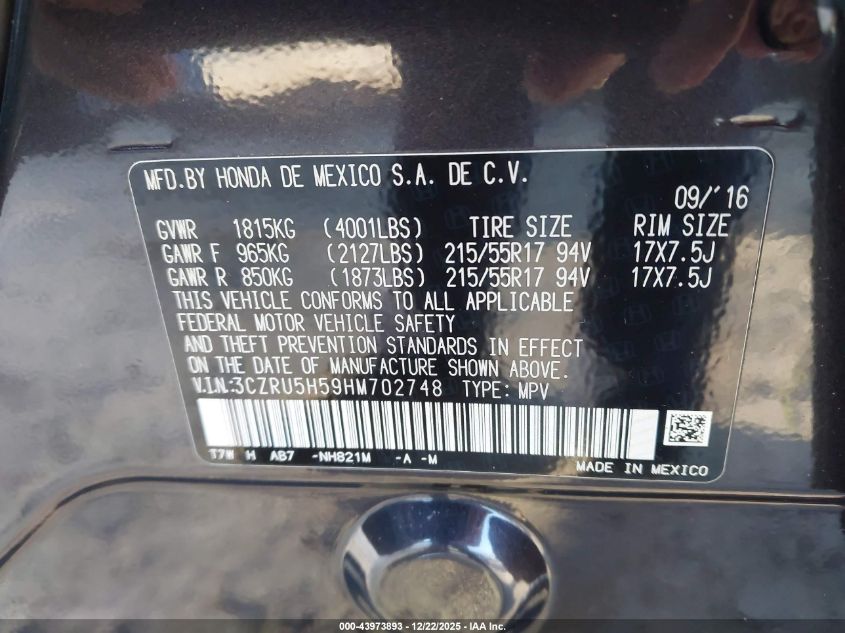 MFD.BY HONDA DE MEXICO S.A. DE C.V.
09/'16
GVWR 1815KG (4001LBS) TIRE SIZE RIM SIZE
GAWR F 965KG (2127LBS) 215/55R17 94V 17X7.5J
GAWR R 850KG (1873LBS) 215/55R17 94V 17X7.5J
THIS VEHICLE CONFORMS TO ALL APPLICABLE
FEDERAL MOTOR VEHICLE SAFETY
AND THEFT PREVENTION STANDARDS IN EFFECT
ON THE DATE OF MANUFACTURE SHOWN ABOVE.
V.I.N.:3CZRU5H59HM702748 TYPE: MPV
T7W H AB7 -NH821M -A -M
MADE IN MEXICO
000-43973893 - 12/22/2025 - IAA Inc.